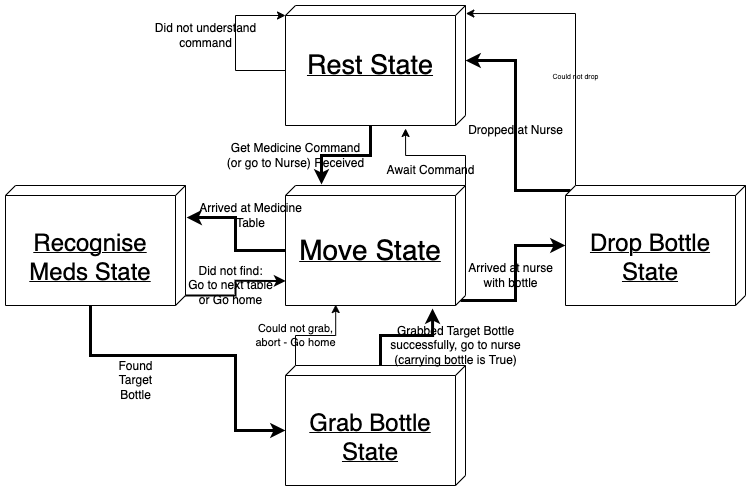 Did not understand
command
Rest State
Could not drop
Dropped at Nurse
Get Medicine Command
(or go to Nurse) Received
Await Command
Arrived at Medicine
Table
Recognise
Meds State
Move State
Drop Bottle
State
Did not find:
Go to next table
or Go home
Arrived at nurse
with bottle
Could not grab,
abort - Go home
Grabbed Target Bottle
successfully, go to nurse
(carrying bottle is True)
Found
Target
Bottle
Grab Bottle
State